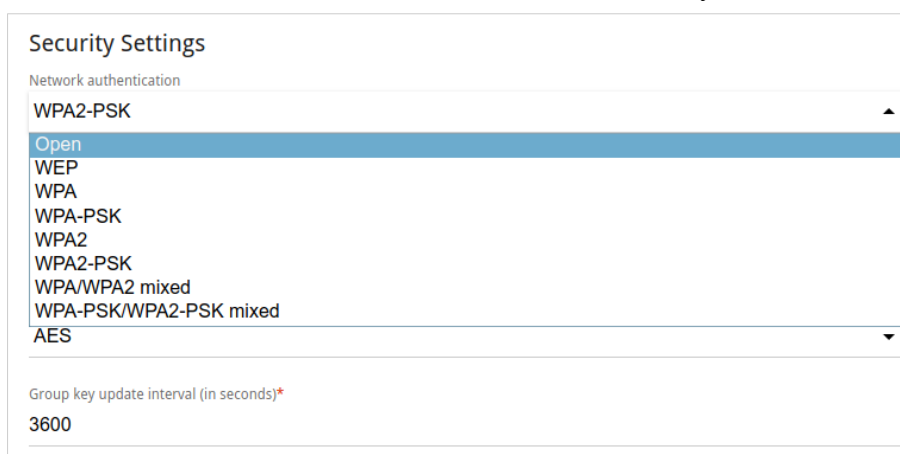 Security Settings
Network authentication
WPA2-PSK
Open
WEP
WPA
WPA-PSK
WPA2
WPA2-PSK
WPA/WPA2 mixed
WPA-PSK/WPA2-PSK mixed
AES
Group key update interval (in seconds)*
3600